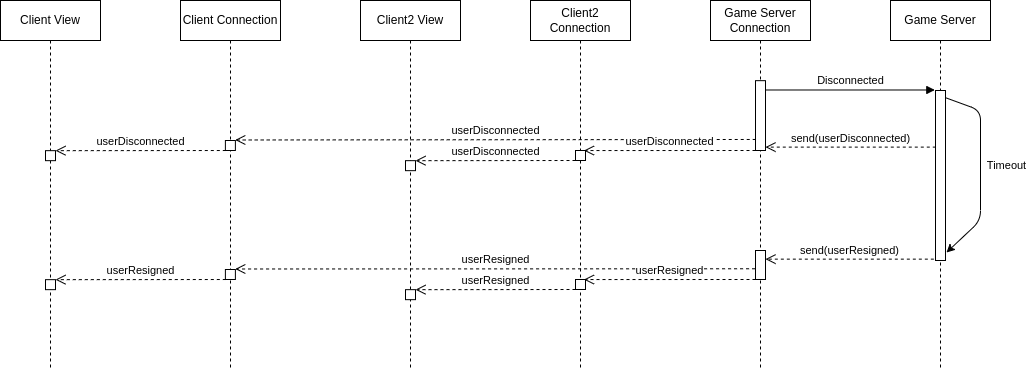 Client View
Client Connection
Client2 View
Client2
Connection
Game Server
Connection
Game Server
Disconnected
userDisconnected
send(userDisconnected)
userDisconnected
userDisconnected
userDisconnected
Timeout
send(userResigned)
userResigned
userResigned
userResigned
userResigned